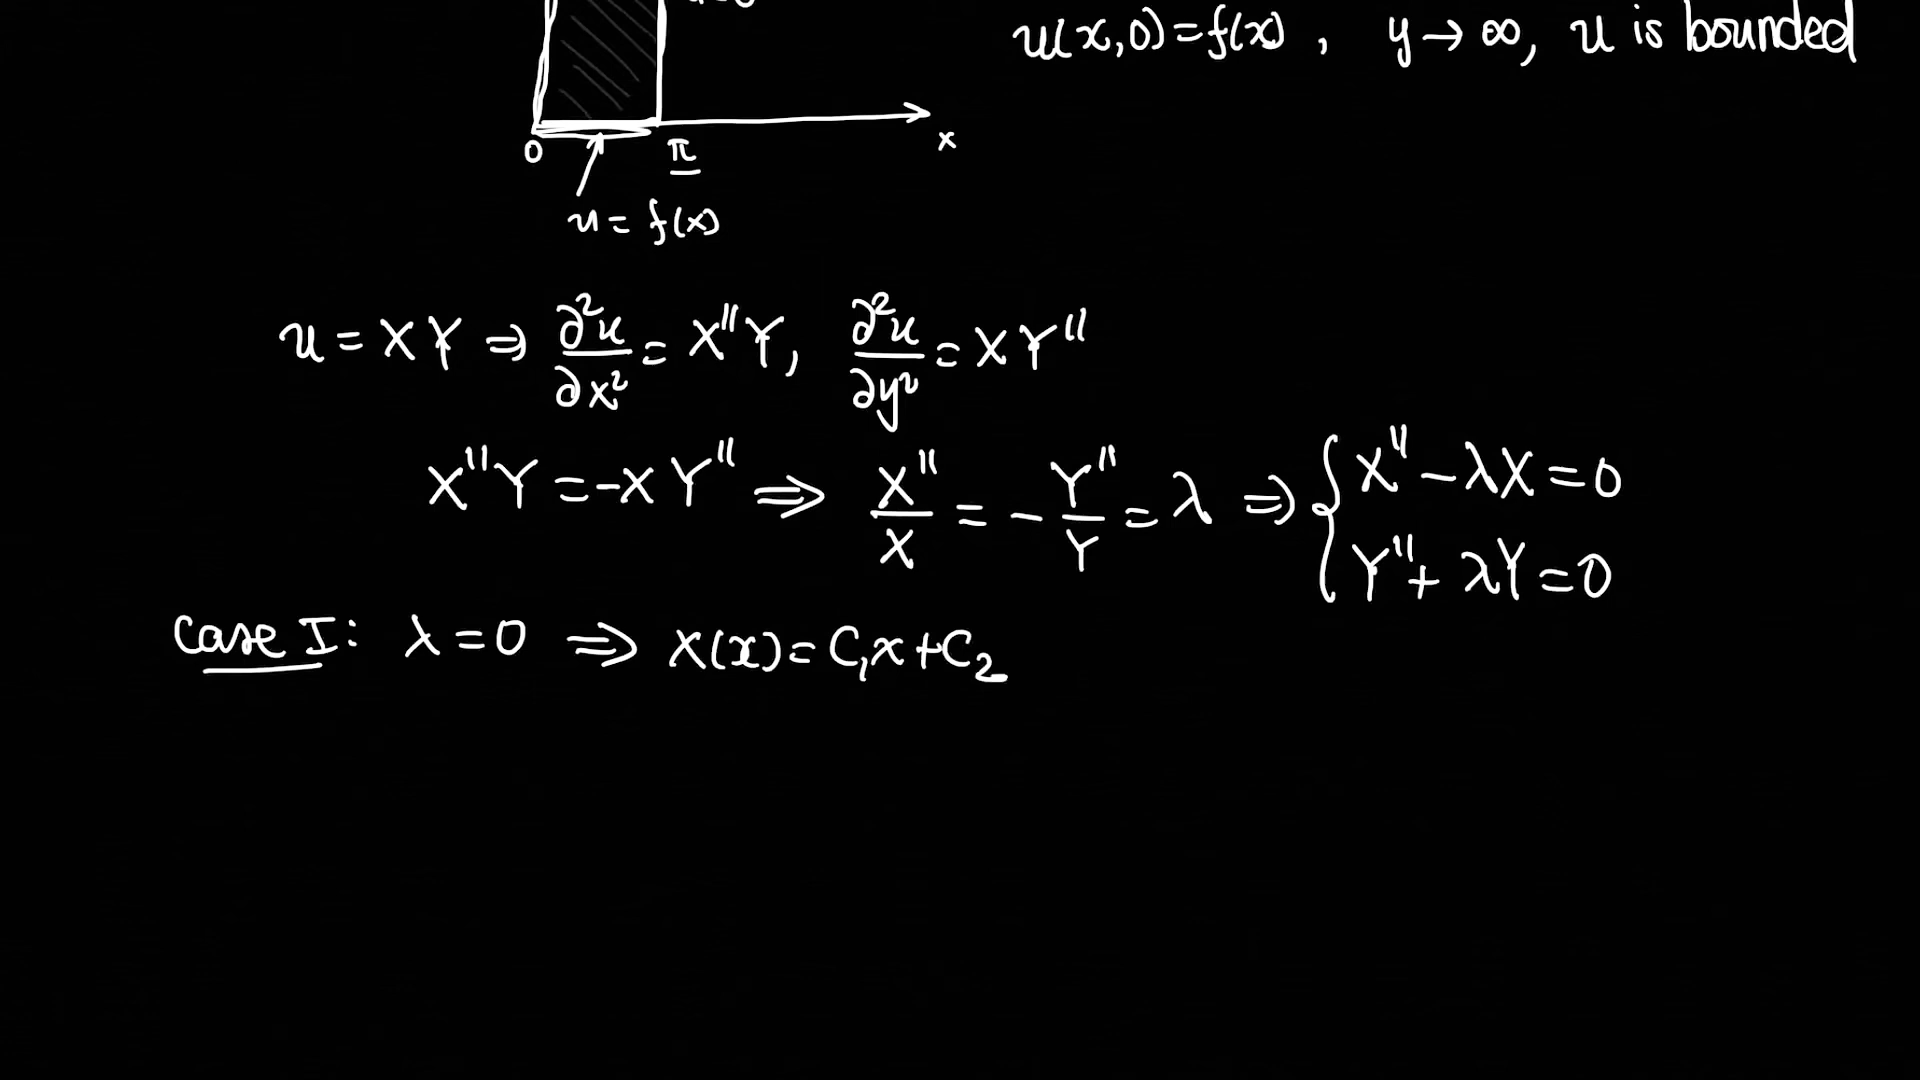 u(x,0)=f(x) , y→∞, u is bounded
x
0 π
u = f(x)
u = XY ⇒ ∂²u/∂x² = X''Y, ∂²u/∂y² = XY''
X''Y = -XY'' ⇒ X''/X = - Y''/Y = λ ⇒ { X'' - λX = 0
Y'' + λY = 0
Case I: λ = 0 ⇒ X(x) = C₁x + C₂